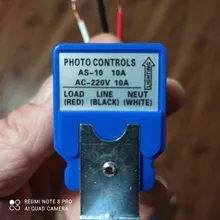 PHOTO CONTROLS
AS-10 10A
AC-220V 10A
LIGHTING
LOAD LINE NEUT
(RED) (BLACK) (WHITE)
REDMI NOTE 8 PRO
AI QUAD CAMERA